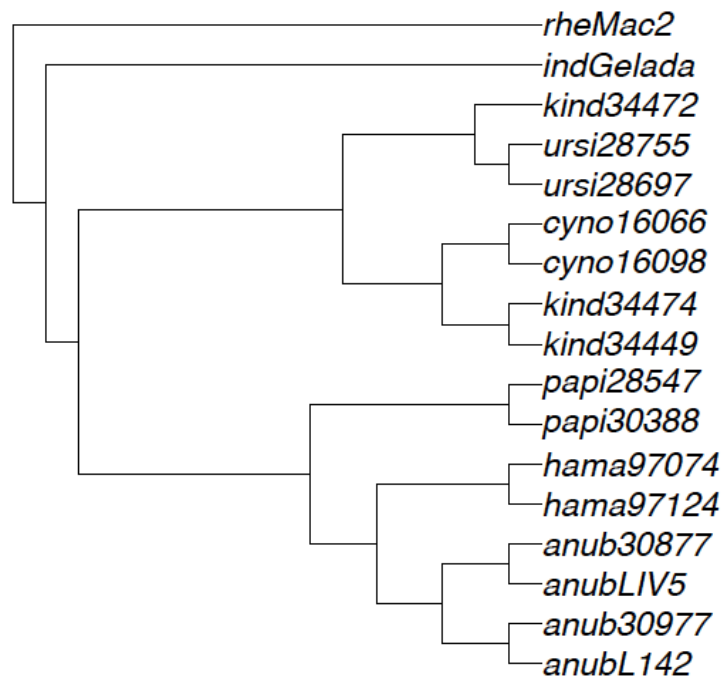 rheMac2
indGelada
kind34472
ursi28755
ursi28697
cyno16066
cyno16098
kind34474
kind34449
papi28547
papi30388
hama97074
hama97124
anub30877
anubLIV5
anub30977
anubL142